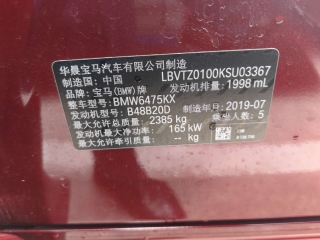 华晨宝马汽车有限公司制造
制造国: 中国 LBVTZ0100KSU03367
品牌: 宝马(BMW)牌 发动机排量: 1998 mL
整车型号: BMW6475KX
发动机型号: B48B20D 制造年月: 2019-07
最大允许总质量: 2385 kg 乘坐人数: 5
发动机最大净功率: 165 kW
最大允许牵引质量: -- kg